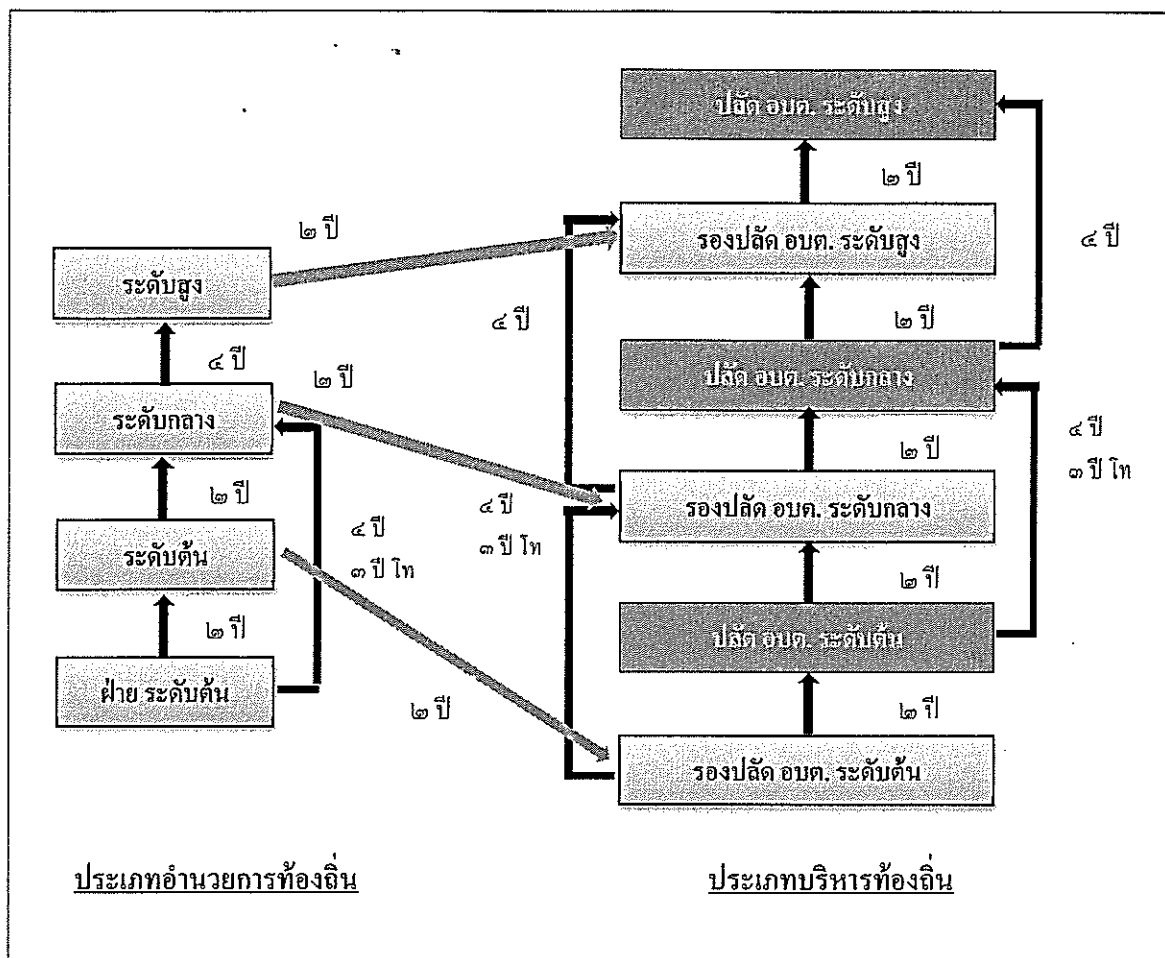 ปลัด อบต. ระดับสูง
๒ ปี
รองปลัด อบต. ระดับสูง
๔ ปี
๒ ปี
ระดับสูง
๔ ปี
๒ ปี
๔ ปี
๒ ปี
ปลัด อบต. ระดับกลาง
ระดับกลาง
๒ ปี
๔ ปี
๓ ปี โท
รองปลัด อบต. ระดับกลาง
๒ ปี
๔ ปี
๓ ปี โท
๔ ปี
๓ ปี โท
ระดับต้น
๒ ปี
ปลัด อบต. ระดับต้น
๒ ปี
ฝ่าย ระดับต้น
๒ ปี
๒ ปี
รองปลัด อบต. ระดับต้น
ประเภทอำนวยการท้องถิ่น
ประเภทบริหารท้องถิ่น